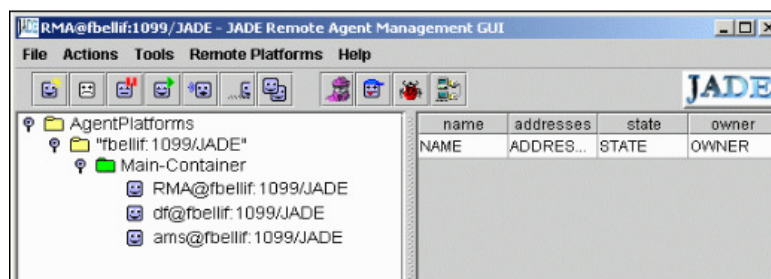 RMA@fbellif:1099/JADE - JADE Remote Agent Management GUI
File Actions Tools Remote Platforms Help
JADE
AgentPlatforms
"fbellif:1099/JADE"
Main-Container
RMA@fbellif:1099/JADE
df@fbellif:1099/JADE
ams@fbellif:1099/JADE
name addresses state owner
NAME ADDRES... STATE OWNER